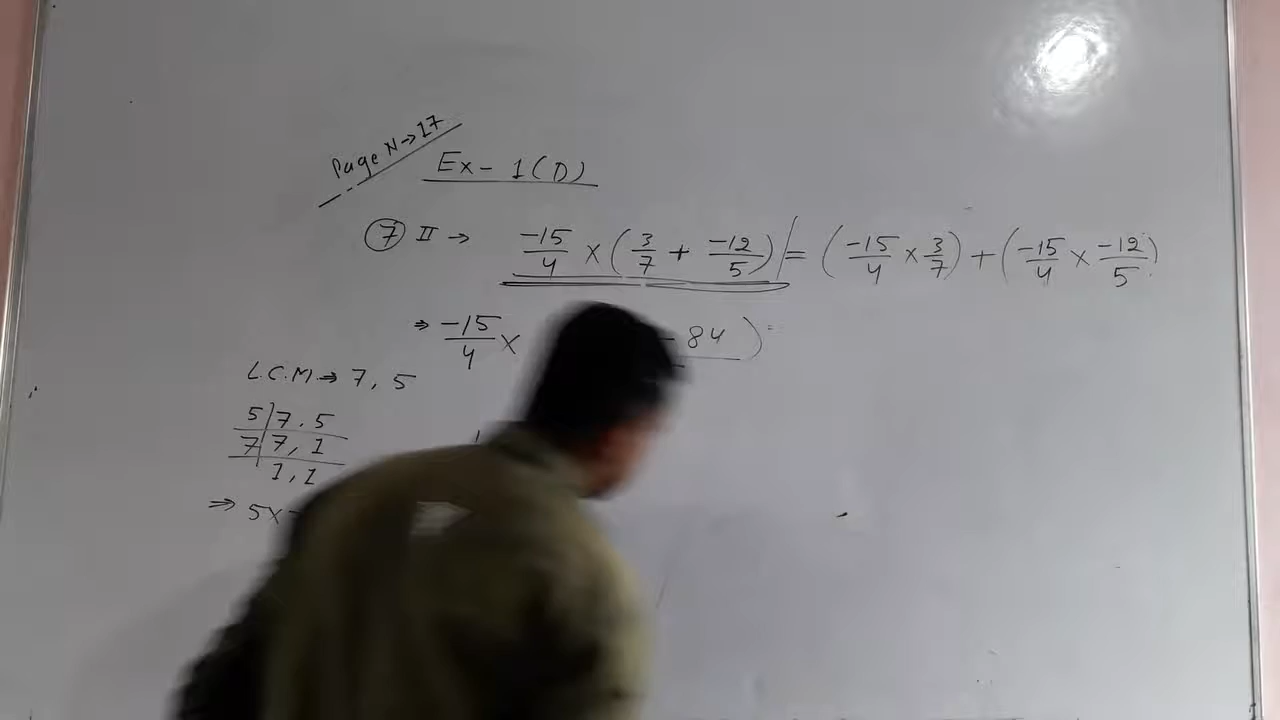 Page N→17
Ex- 1(D)
7 II → -15/4 × (3/7 + -12/5) = (-15/4 × 3/7) + (-15/4 × -12/5)
⇒ -15/4 × - 84 )
L.C.M → 7, 5
5 | 7, 5
7 | 7, 1
1, 1
⇒ 5×